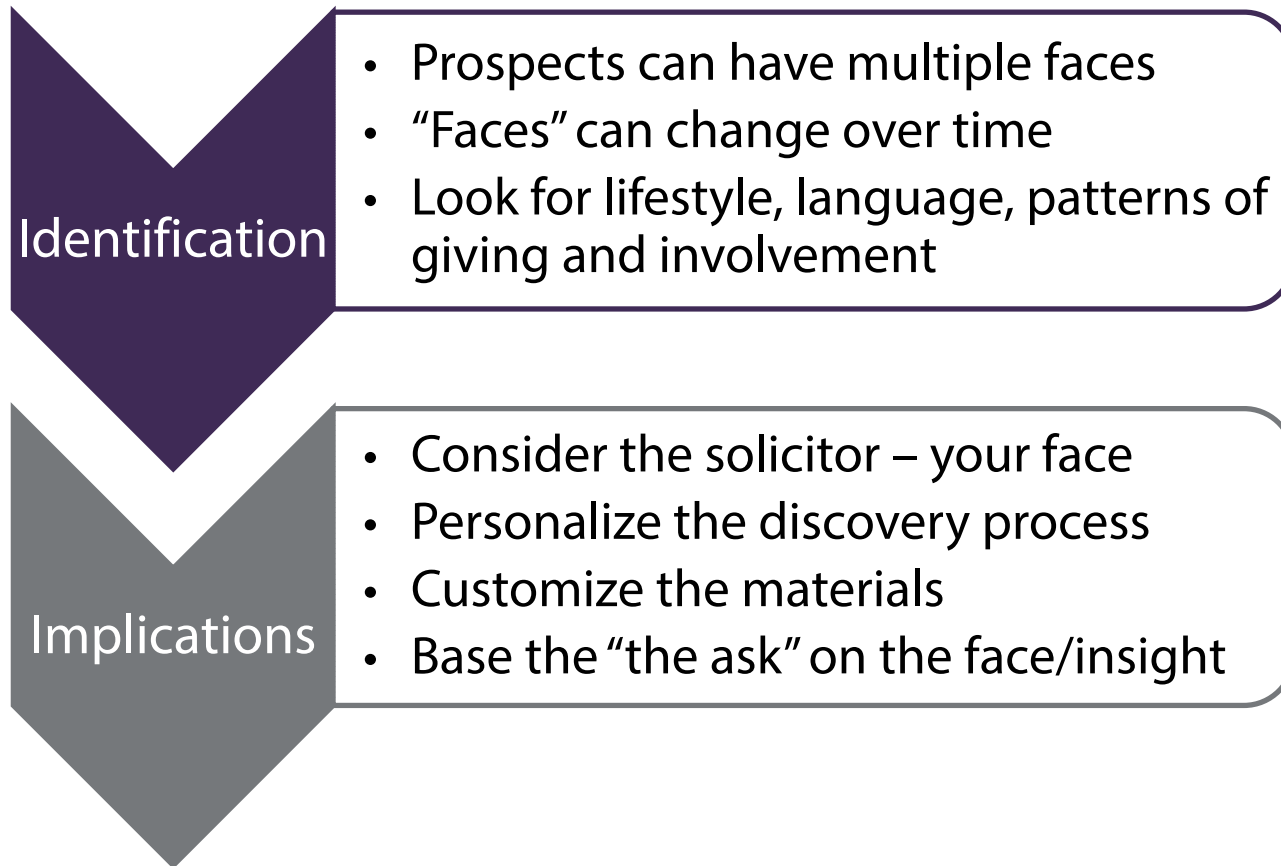 Identification
• Prospects can have multiple faces
• “Faces” can change over time
• Look for lifestyle, language, patterns of
giving and involvement
Implications
• Consider the solicitor – your face
• Personalize the discovery process
• Customize the materials
• Base the “the ask” on the face/insight